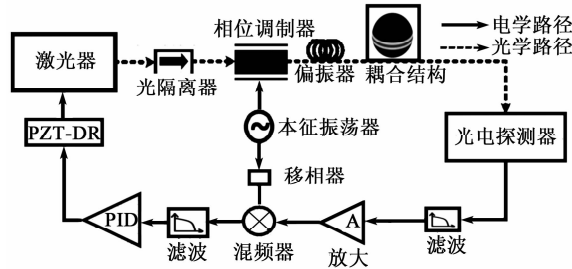 相位调制器
电学路径
光学路径
激光器
光隔离器
偏振器
耦合结构
PZT-DR
本征振荡器
光电探测器
移相器
PID
A
滤波
混频器
放大
滤波